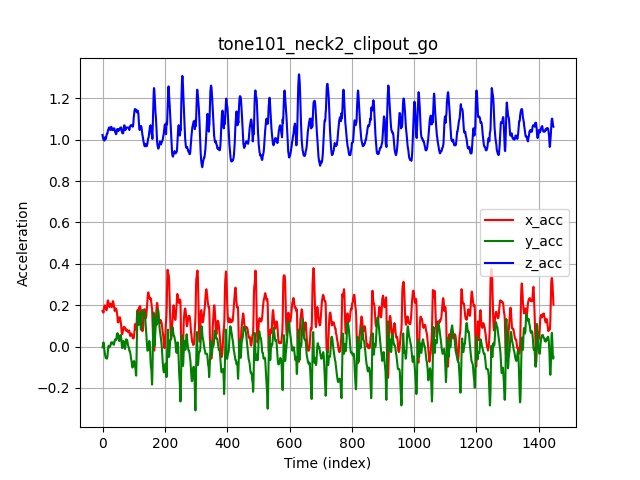 tone101_neck2_clipout_go
Acceleration
1.2
1.0
0.8
0.6
0.4
0.2
0.0
−0.2
x_acc
y_acc
z_acc
0 200 400 600 800 1000 1200 1400
Time (index)